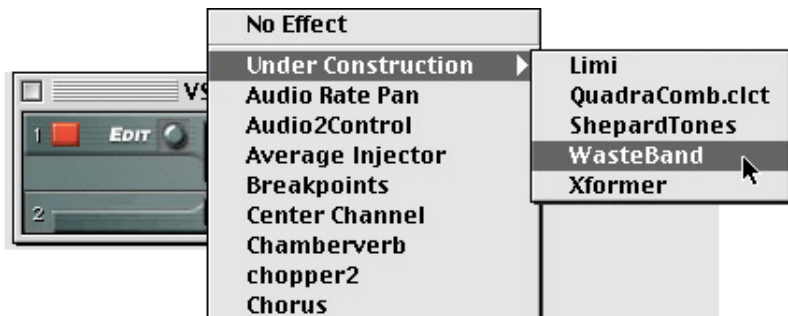 No Effect
Under Construction
Audio Rate Pan
Audio2Control
Average Injector
Breakpoints
Center Channel
Chamberverb
chopper2
Chorus
Limi
QuadraComb.clct
ShepardTones
WasteBand
Xformer
VS
1 EDIT
2